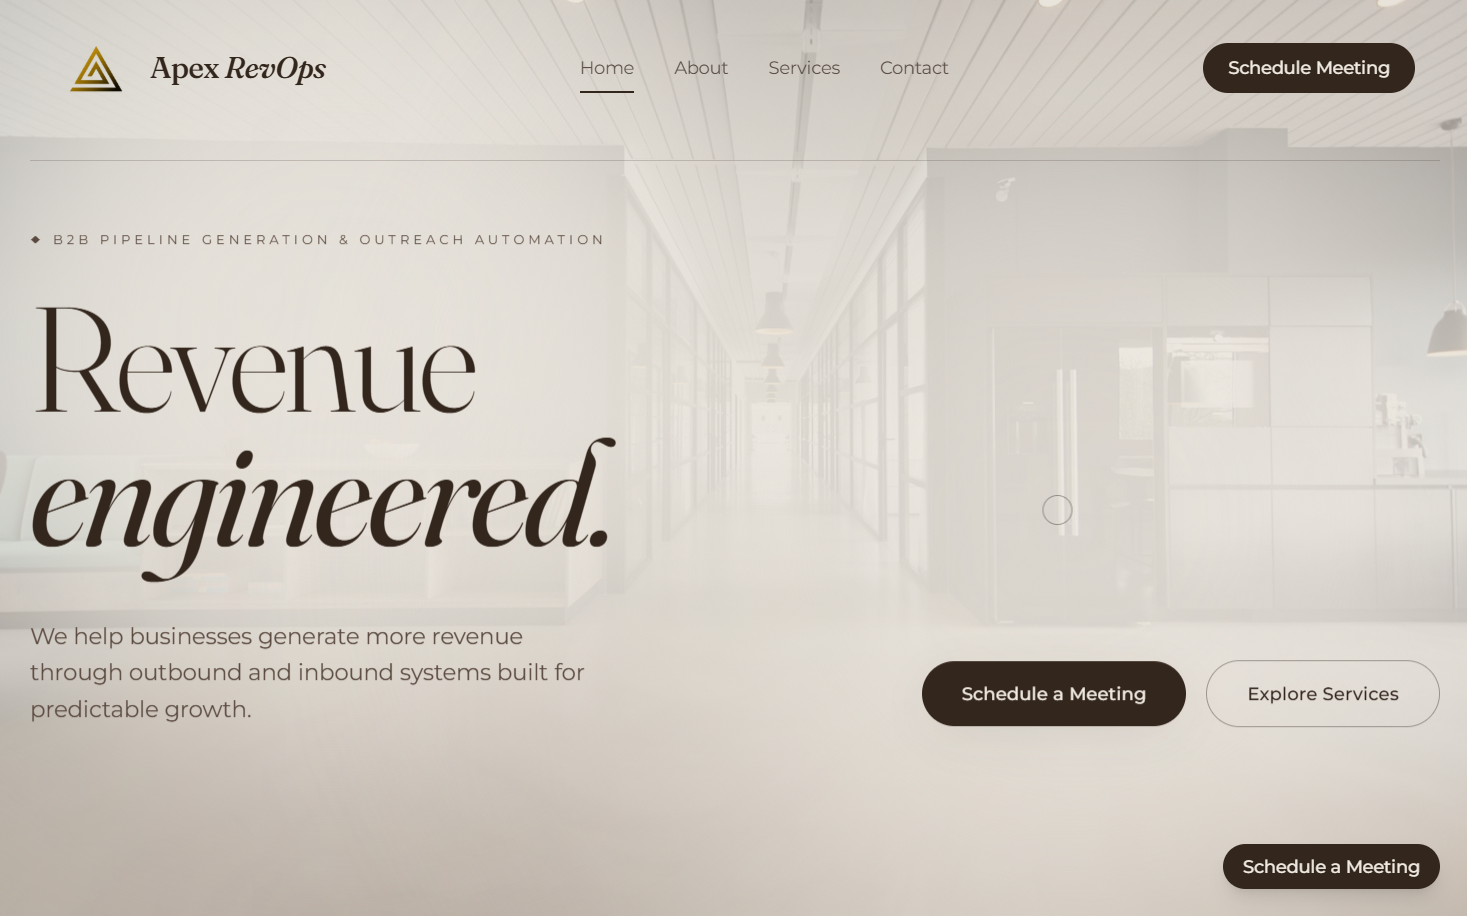 Apex RevOps
Home
About
Services
Contact
Schedule Meeting
B2B PIPELINE GENERATION & OUTREACH AUTOMATION
Revenue
engineered.
We help businesses generate more revenue
through outbound and inbound systems built for
predictable growth.
Schedule a Meeting
Explore Services
Schedule a Meeting